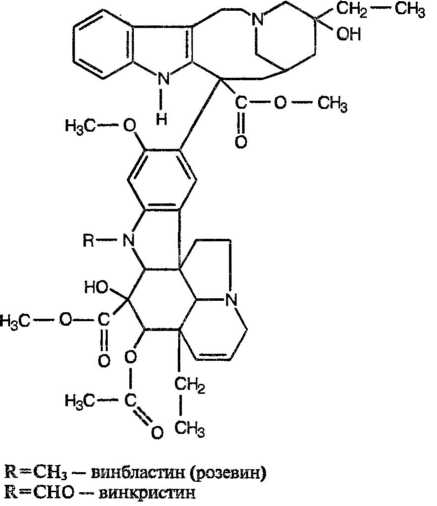 CH₂—CH₃
N
OH
N
H
C—O—CH₃
O
H₃C—O
R—N
HO
N
H₃C—O—C
O
O
CH₂
H₃C—C
CH₃
O
R=CH₃ — винбластин (розевин)
R=CHO -- винкристин